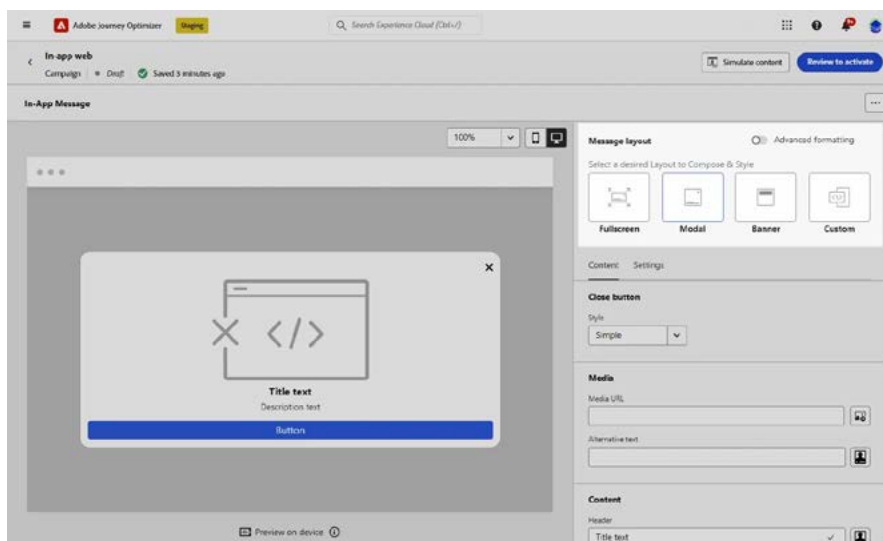 Adobe Journey Optimizer
Staging
Search Experience Cloud (Ctrl+/)
In-app web
Campaign
Draft
Saved 3 minutes ago
Simulate content
Review to activate
In-App Message
100%
Message layout
Advanced formatting
Select a desired Layout to Compose & Style
Fullscreen
Modal
Banner
Custom
Content
Settings
Close button
Style
Simple
Media
Media URL
Alternative text
Content
Header
Title text
Title text
Description text
Button
Preview on device